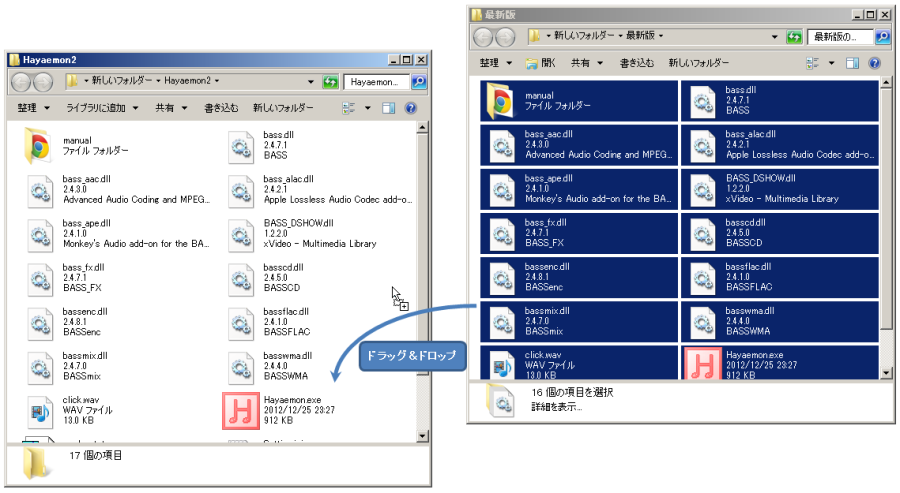 Hayaemon2
新しいフォルダー
Hayaemon2
Hayaemon...
整理
ライブラリに追加
共有
書き込む
新しいフォルダー
manual
ファイル フォルダー
bass.dll
2.4.7.1
BASS
bass_aac.dll
2.4.3.0
Advanced Audio Coding and MPEG...
bass_alac.dll
2.4.2.1
Apple Lossless Audio Codec add-o...
bass_ape.dll
2.4.1.0
Monkey's Audio add-on for the BA...
BASS_DSHOW.dll
1.2.2.0
xVideo - Multimedia Library
bass_fx.dll
2.4.7.1
BASS_FX
basscd.dll
2.4.5.0
BASSCD
bassenc.dll
2.4.8.1
BASSenc
bassflac.dll
2.4.1.0
BASSFLAC
bassmix.dll
2.4.7.0
BASSmix
basswma.dll
2.4.4.0
BASSWMA
click.wav
WAV ファイル
13.0 KB
Hayaemon.exe
2012/12/25 23:27
912 KB
17 個の項目
ドラッグ&ドロップ
最新版
新しいフォルダー
最新版
最新版の...
整理
開く
共有
書き込む
新しいフォルダー
manual
ファイル フォルダー
bass.dll
2.4.7.1
BASS
bass_aac.dll
2.4.3.0
Advanced Audio Coding and MPEG...
bass_alac.dll
2.4.2.1
Apple Lossless Audio Codec add-o...
bass_ape.dll
2.4.1.0
Monkey's Audio add-on for the BA...
BASS_DSHOW.dll
1.2.2.0
xVideo - Multimedia Library
bass_fx.dll
2.4.7.1
BASS_FX
basscd.dll
2.4.5.0
BASSCD
bassenc.dll
2.4.8.1
BASSenc
bassflac.dll
2.4.1.0
BASSFLAC
bassmix.dll
2.4.7.0
BASSmix
basswma.dll
2.4.4.0
BASSWMA
click.wav
WAV ファイル
13.0 KB
Hayaemon.exe
2012/12/25 23:27
912 KB
16 個の項目を選択
詳細を表示...